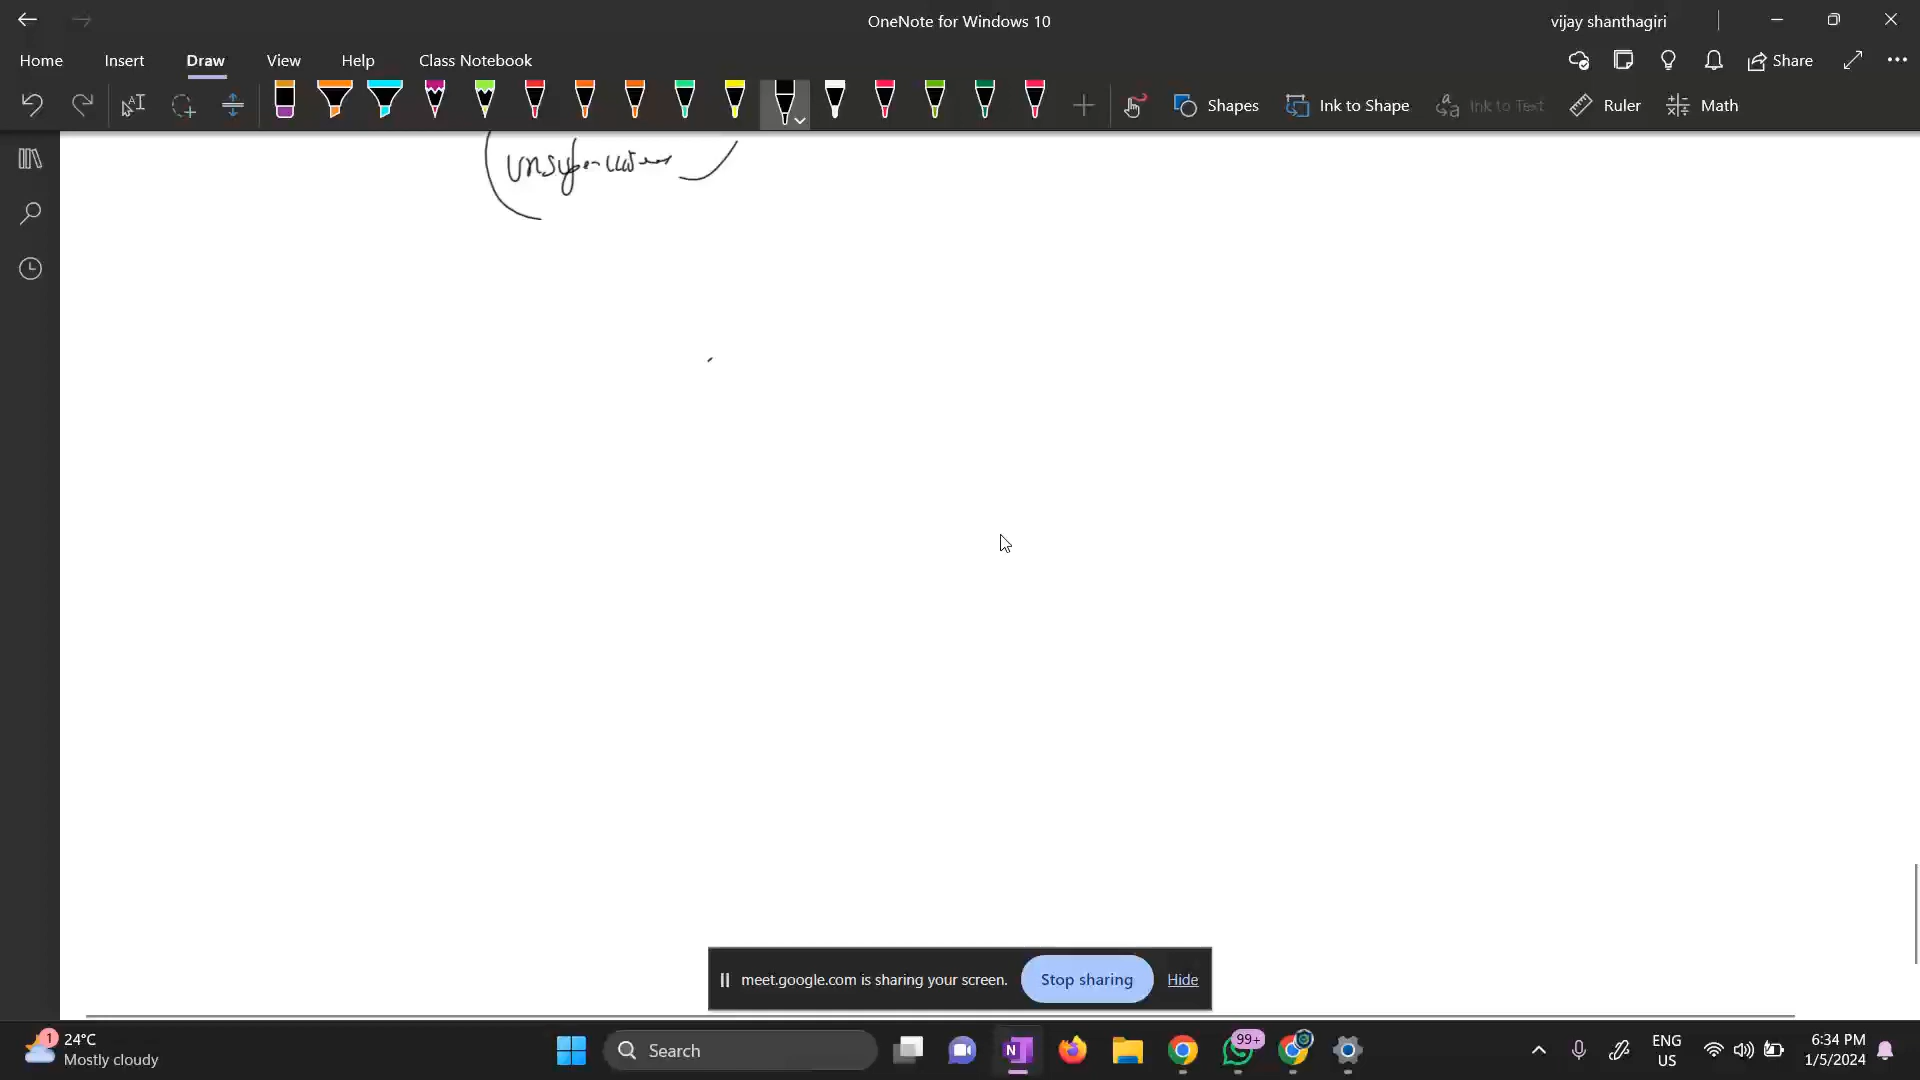 OneNote for Windows 10
vijay shanthagiri
Home Insert Draw View Help Class Notebook
Share
Shapes
Ink to Shape
Ink to Text
Ruler
Math
meet.google.com is sharing your screen.
Stop sharing
Hide
1
24°C
Mostly cloudy
Search
99+
ENG
US
6:34 PM
1/5/2024